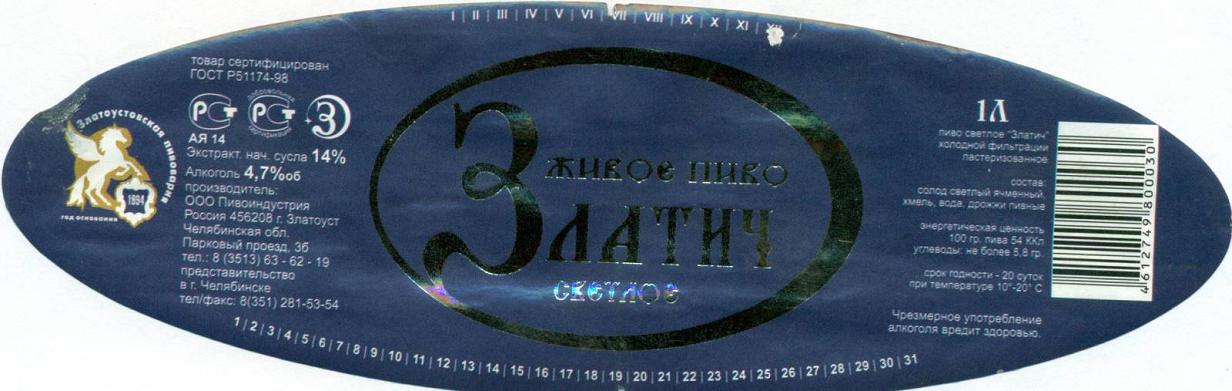 I | II | III | IV | V | VI | VII | VIII | IX | X | XI | XII
товар сертифицирован
ГОСТ Р51174-98
РСТ
РСТ
добровольная
сертификация
Э
АЯ 14
Экстракт. нач. сусла 14%
Алкоголь 4,7%об
производитель:
ООО Пивоиндустрия
Россия 456208 г. Златоуст
Челябинская обл.
Парковый проезд, 3б
тел.: 8 (3513) 63 - 62 - 19
представительство
в г. Челябинске
тел/факс: 8(351) 281-53-54
Златоустовская пивоварня
1894
год основания
ЖИВОЕ ПИВО
ЗЛАТИЧ
СВЕТЛОЕ
1Л
пиво светлое "Златич"
холодной фильтрации
пастеризованное
состав:
солод светлый ячменный,
хмель, вода, дрожжи пивные
энергетическая ценность
100 гр. пива 54 ККл
углеводы: не более 5,8 гр.
срок годности - 20 суток
при температуре 10°-20° С
Чрезмерное употребление
алкоголя вредит здоровью.
4612749800030
1 | 2 | 3 | 4 | 5 | 6 | 7 | 8 | 9 | 10 | 11 | 12 | 13 | 14 | 15 | 16 | 17 | 18 | 19 | 20 | 21 | 22 | 23 | 24 | 25 | 26 | 27 | 28 | 29 | 30 | 31